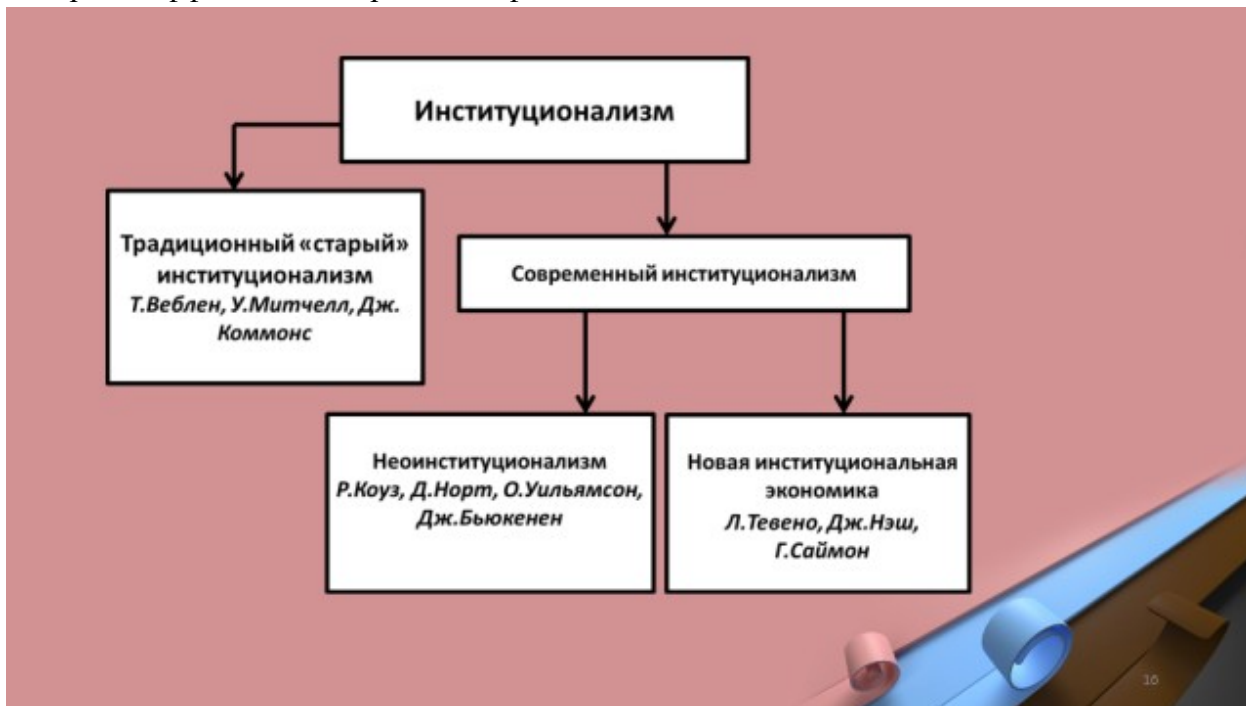 Институционализм
Традиционный «старый»
институционализм
Т.Веблен, У.Митчелл, Дж.
Коммонс
Современный институционализм
Неоинституционализм
Р.Коуз, Д.Норт, О.Уильямсон,
Дж.Бьюкенен
Новая институциональная
экономика
Л.Тевено, Дж.Нэш,
Г.Саймон
16